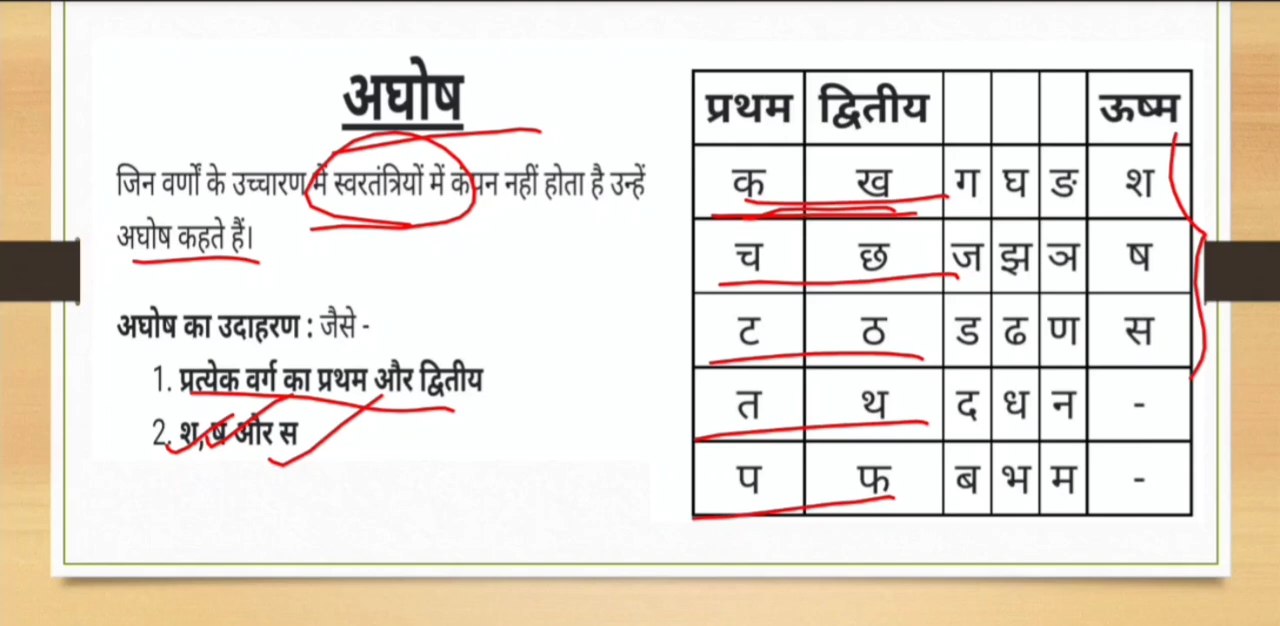 अघोष
जिन वर्णों के उच्चारण में स्वरतंत्रियों में कंपन नहीं होता है उन्हें
अघोष कहते हैं।
अघोष का उदाहरण : जैसे -
1. प्रत्येक वर्ग का प्रथम और द्वितीय
2. श, ष और स
प्रथम द्वितीय ऊष्म
क ख ग घ ङ श
च छ ज झ ञ ष
ट ठ ड ढ ण स
त थ द ध न -
प फ ब भ म -